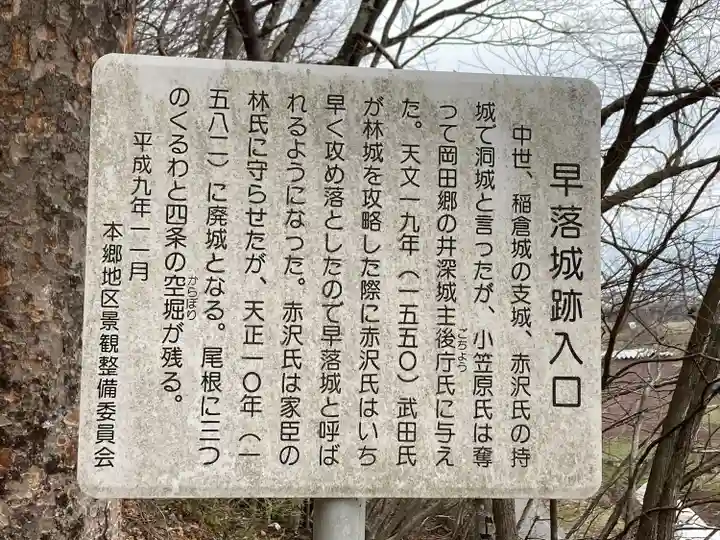 早落城跡入口
中世、稲倉城の支城、赤沢氏の持
城で洞城と言ったが、小笠原氏は奪
って岡田郷の井深城主後庁氏に与え
ごちょう
た。天文一九年（一五五〇）武田氏
が林城を攻略した際に赤沢氏はいち
早く攻め落としたので早落城と呼ば
れるようになった。赤沢氏は家臣の
林氏に守らせたが、天正一〇年（一
五八二）に廃城となる。尾根に三つ
のくるわと四条の空堀が残る。
からぼり
平成九年一一月
本郷地区景観整備委員会